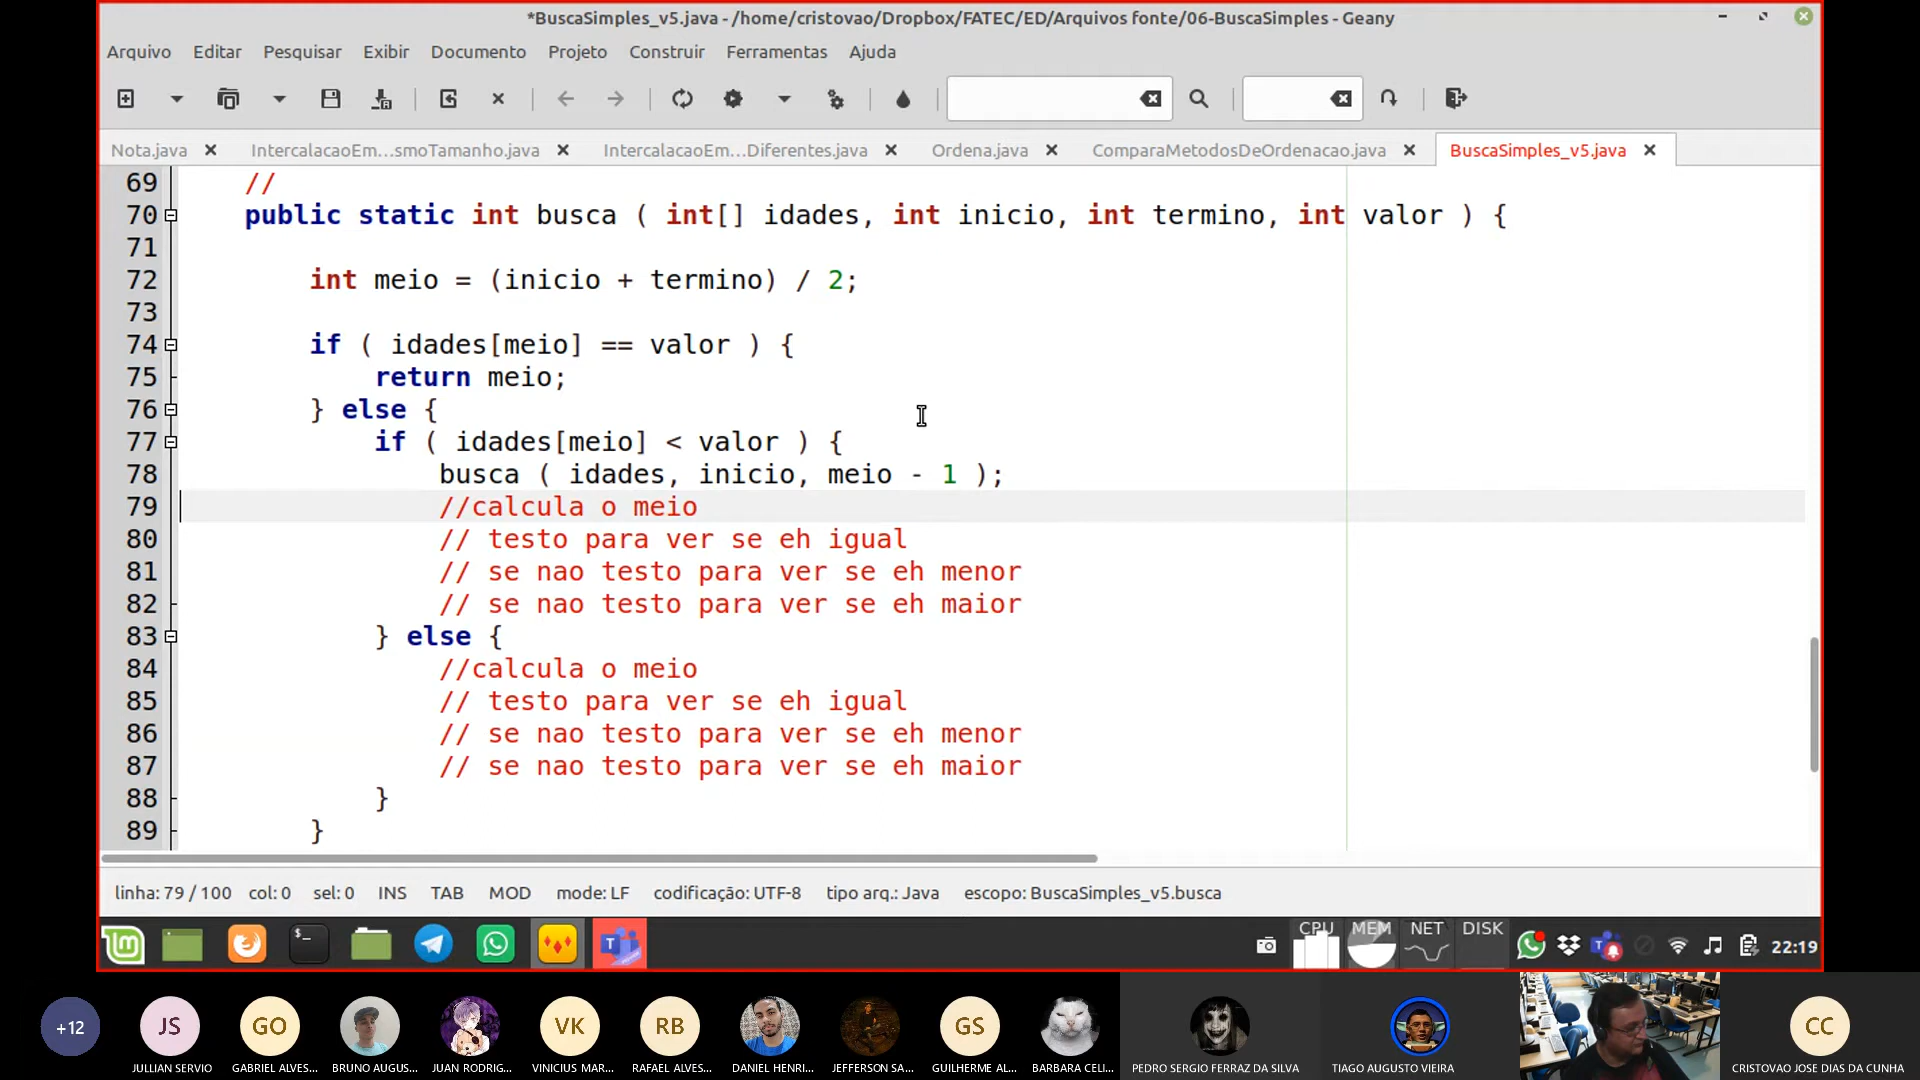 *BuscaSimples_v5.java - /home/cristovao/Dropbox/FATEC/ED/Arquivos fonte/06-BuscaSimples - Geany
Arquivo Editar Pesquisar Exibir Documento Projeto Construir Ferramentas Ajuda
Nota.java IntercalacaoEm...smoTamanho.java IntercalacaoEm...Diferentes.java Ordena.java ComparaMetodosDeOrdenacao.java BuscaSimples_v5.java
69 //
70 public static int busca ( int[] idades, int inicio, int termino, int valor ) {
71
72 int meio = (inicio + termino) / 2;
73
74 if ( idades[meio] == valor ) {
75 return meio;
76 } else {
77 if ( idades[meio] < valor ) {
78 busca ( idades, inicio, meio - 1 );
79 //calcula o meio
80 // testo para ver se eh igual
81 // se nao testo para ver se eh menor
82 // se nao testo para ver se eh maior
83 } else {
84 //calcula o meio
85 // testo para ver se eh igual
86 // se nao testo para ver se eh menor
87 // se nao testo para ver se eh maior
88 }
89 }
linha: 79 / 100 col: 0 sel: 0 INS TAB MOD mode: LF codificação: UTF-8 tipo arq.: Java escopo: BuscaSimples_v5.busca
CPU MEM NET DISK 22:19
+12 JS GO VK RB GS CC
JULLIAN SERVIO GABRIEL ALVES... BRUNO AUGUS... JUAN RODRIG... VINICIUS MAR... RAFAEL ALVES... DANIEL HENRI... JEFFERSON SA... GUILHERME AL... BARBARA CELI... PEDRO SERGIO FERRAZ DA SILVA TIAGO AUGUSTO VIEIRA CRISTOVAO JOSE DIAS DA CUNHA